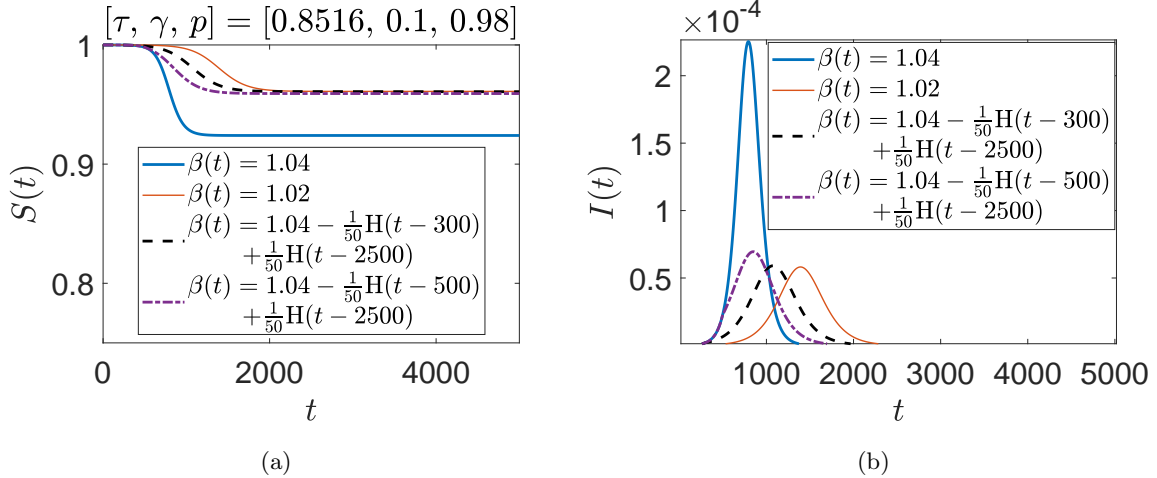 [τ, γ, p] = [0.8516, 0.1, 0.98]
1
0.9
0.8
S(t)
β(t) = 1.04
β(t) = 1.02
β(t) = 1.04 − 1/50 H(t − 300)
+ 1/50 H(t − 2500)
β(t) = 1.04 − 1/50 H(t − 500)
+ 1/50 H(t − 2500)
0 2000 4000
t
(a)
×10⁻⁴
2
1.5
1
0.5
I(t)
β(t) = 1.04
β(t) = 1.02
β(t) = 1.04 − 1/50 H(t − 300)
+ 1/50 H(t − 2500)
β(t) = 1.04 − 1/50 H(t − 500)
+ 1/50 H(t − 2500)
1000 2000 3000 4000 5000
t
(b)